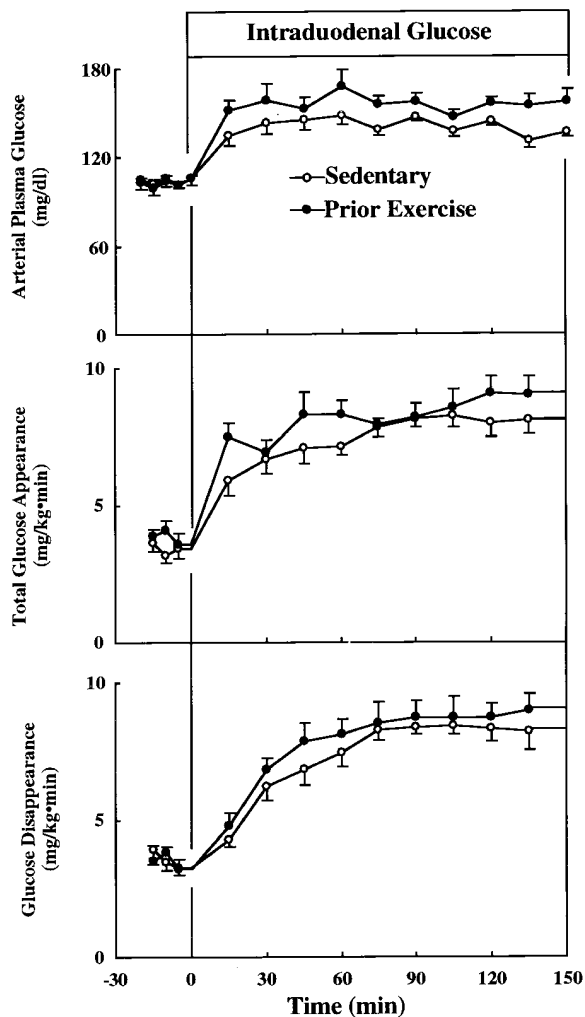 Intraduodenal Glucose
Arterial Plasma Glucose
(mg/dl)
180
120
60
0
Sedentary
Prior Exercise
Total Glucose Appearance
(mg/kg•min)
10
5
0
Glucose Disappearance
(mg/kg•min)
10
5
0
-30 0 30 60 90 120 150
Time (min)